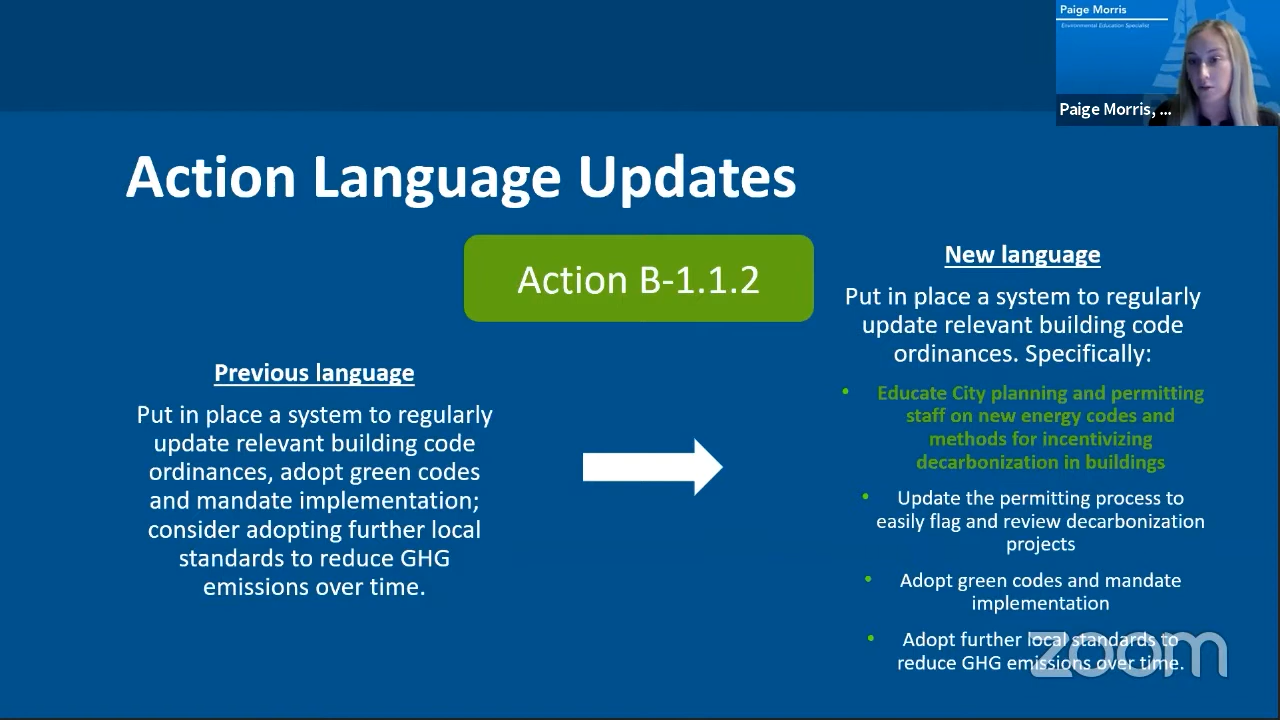 Paige Morris
Environmental Education Specialist
Paige Morris, ...
Action Language Updates
Action B-1.1.2
Previous language
Put in place a system to regularly
update relevant building code
ordinances, adopt green codes
and mandate implementation;
consider adopting further local
standards to reduce GHG
emissions over time.
New language
Put in place a system to regularly
update relevant building code
ordinances. Specifically:
• Educate City planning and permitting
staff on new energy codes and
methods for incentivizing
decarbonization in buildings
• Update the permitting process to
easily flag and review decarbonization
projects
• Adopt green codes and mandate
implementation
• Adopt further local standards to
reduce GHG emissions over time.
zoom